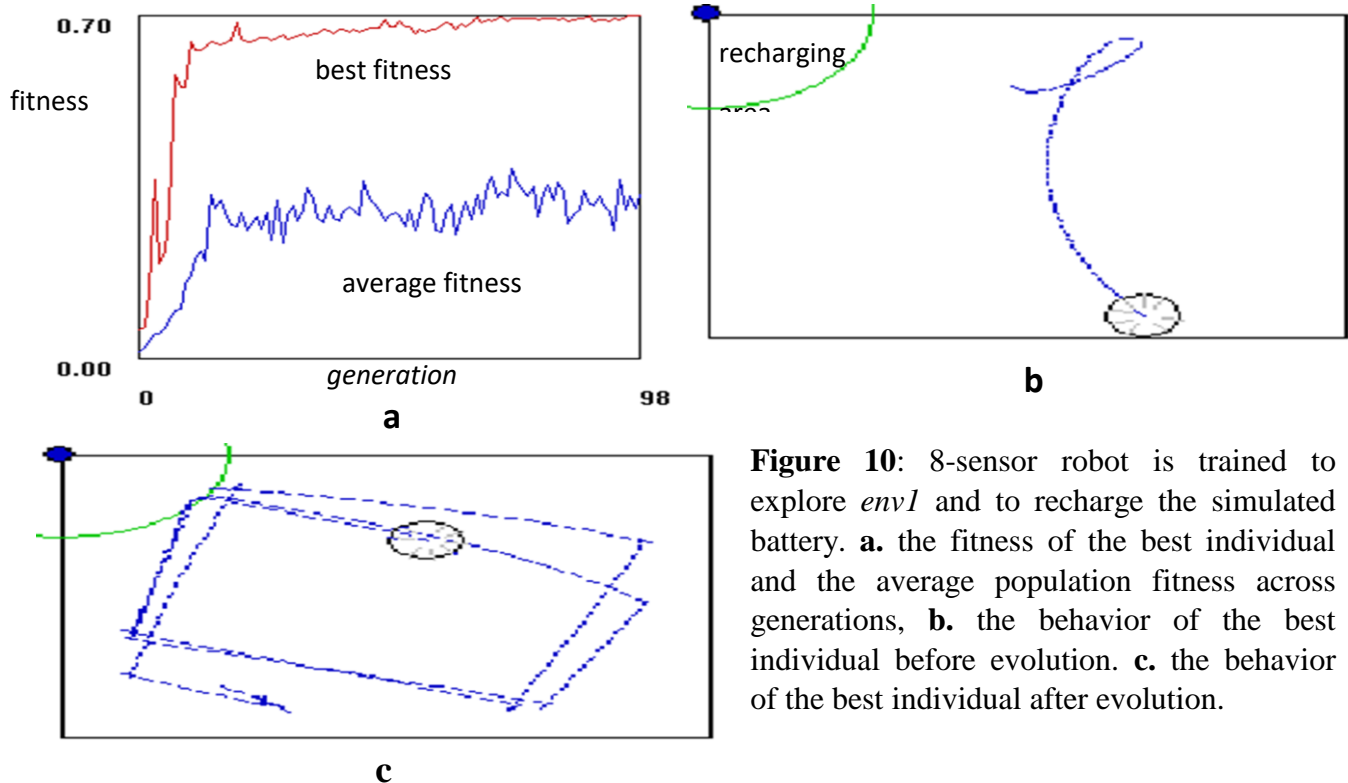 0.70
best fitness
fitness
average fitness
0.00
generation
0 98
a
recharging
area
b
c
Figure 10: 8-sensor robot is trained to
explore env1 and to recharge the simulated
battery. a. the fitness of the best individual
and the average population fitness across
generations, b. the behavior of the best
individual before evolution. c. the behavior
of the best individual after evolution.